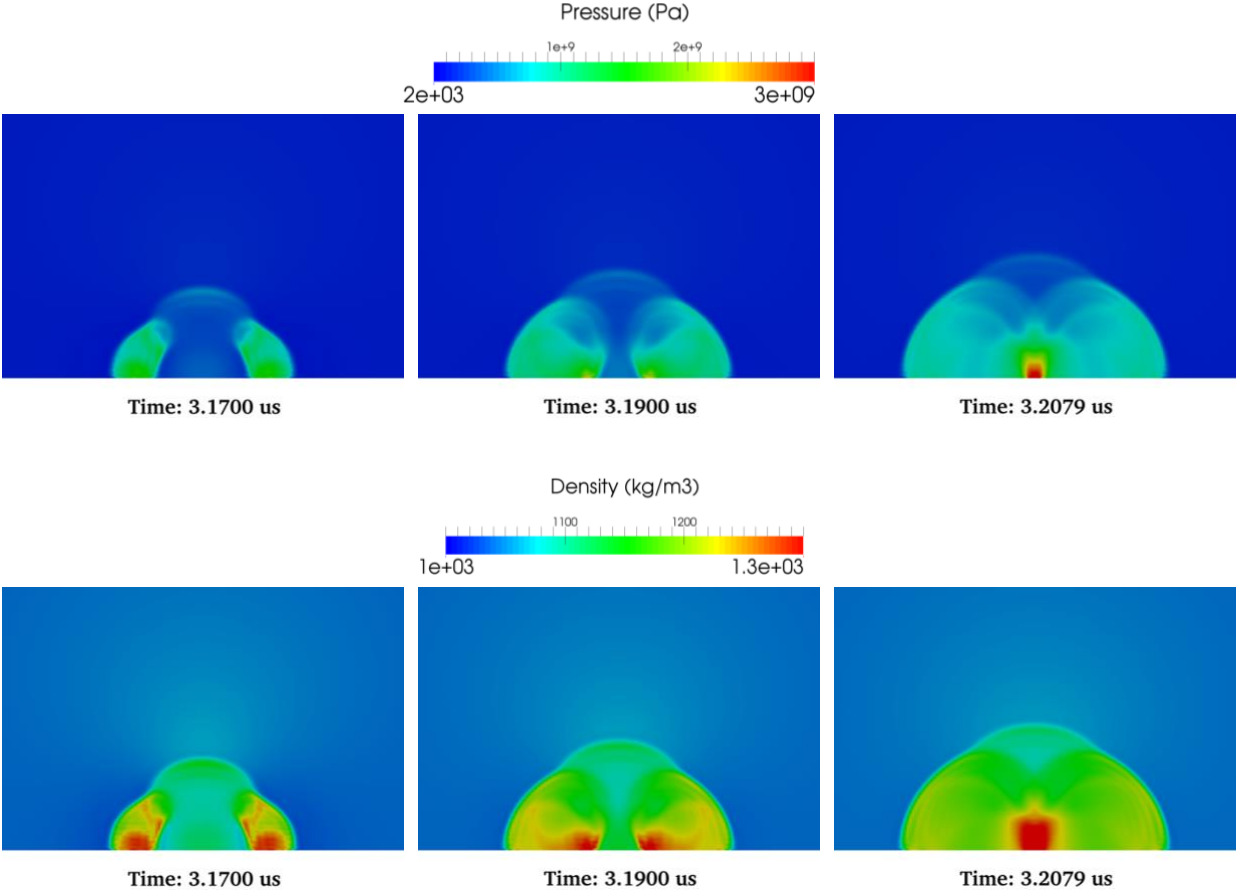 Pressure (Pa)
1e+9 2e+9
2e+03 3e+09
Time: 3.1700 us Time: 3.1900 us Time: 3.2079 us
Density (kg/m3)
1100 1200
1e+03 1.3e+03
Time: 3.1700 us Time: 3.1900 us Time: 3.2079 us